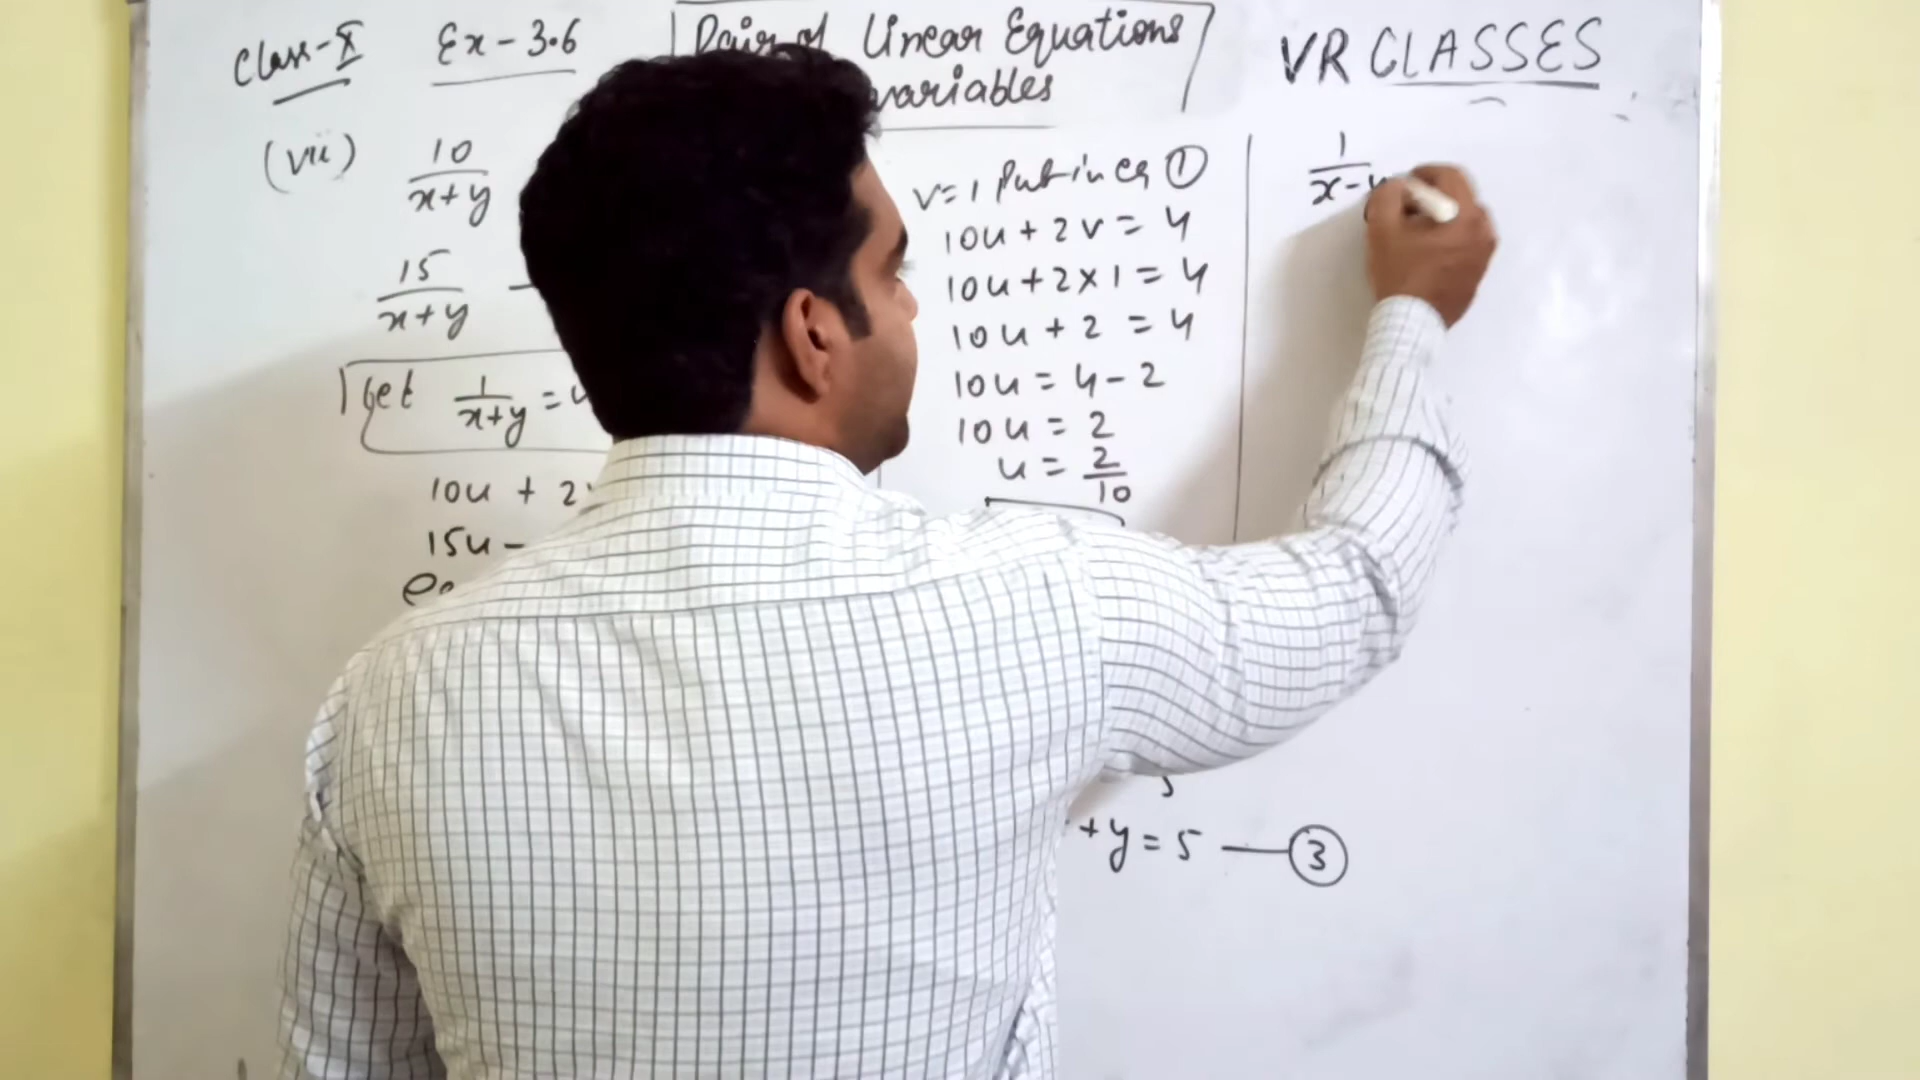 Class-X Ex-3.6 Pair of Linear Equations
variables
VR CLASSES
(vii) 10/(x+y)
15/(x+y) -
let 1/(x+y) = u
10u + 2
15u -
v=1 Put in eq ①
10u + 2v = 4
10u + 2×1 = 4
10u + 2 = 4
10u = 4-2
10u = 2
u = 2/10
+y = 5 — ③
1/(x-y